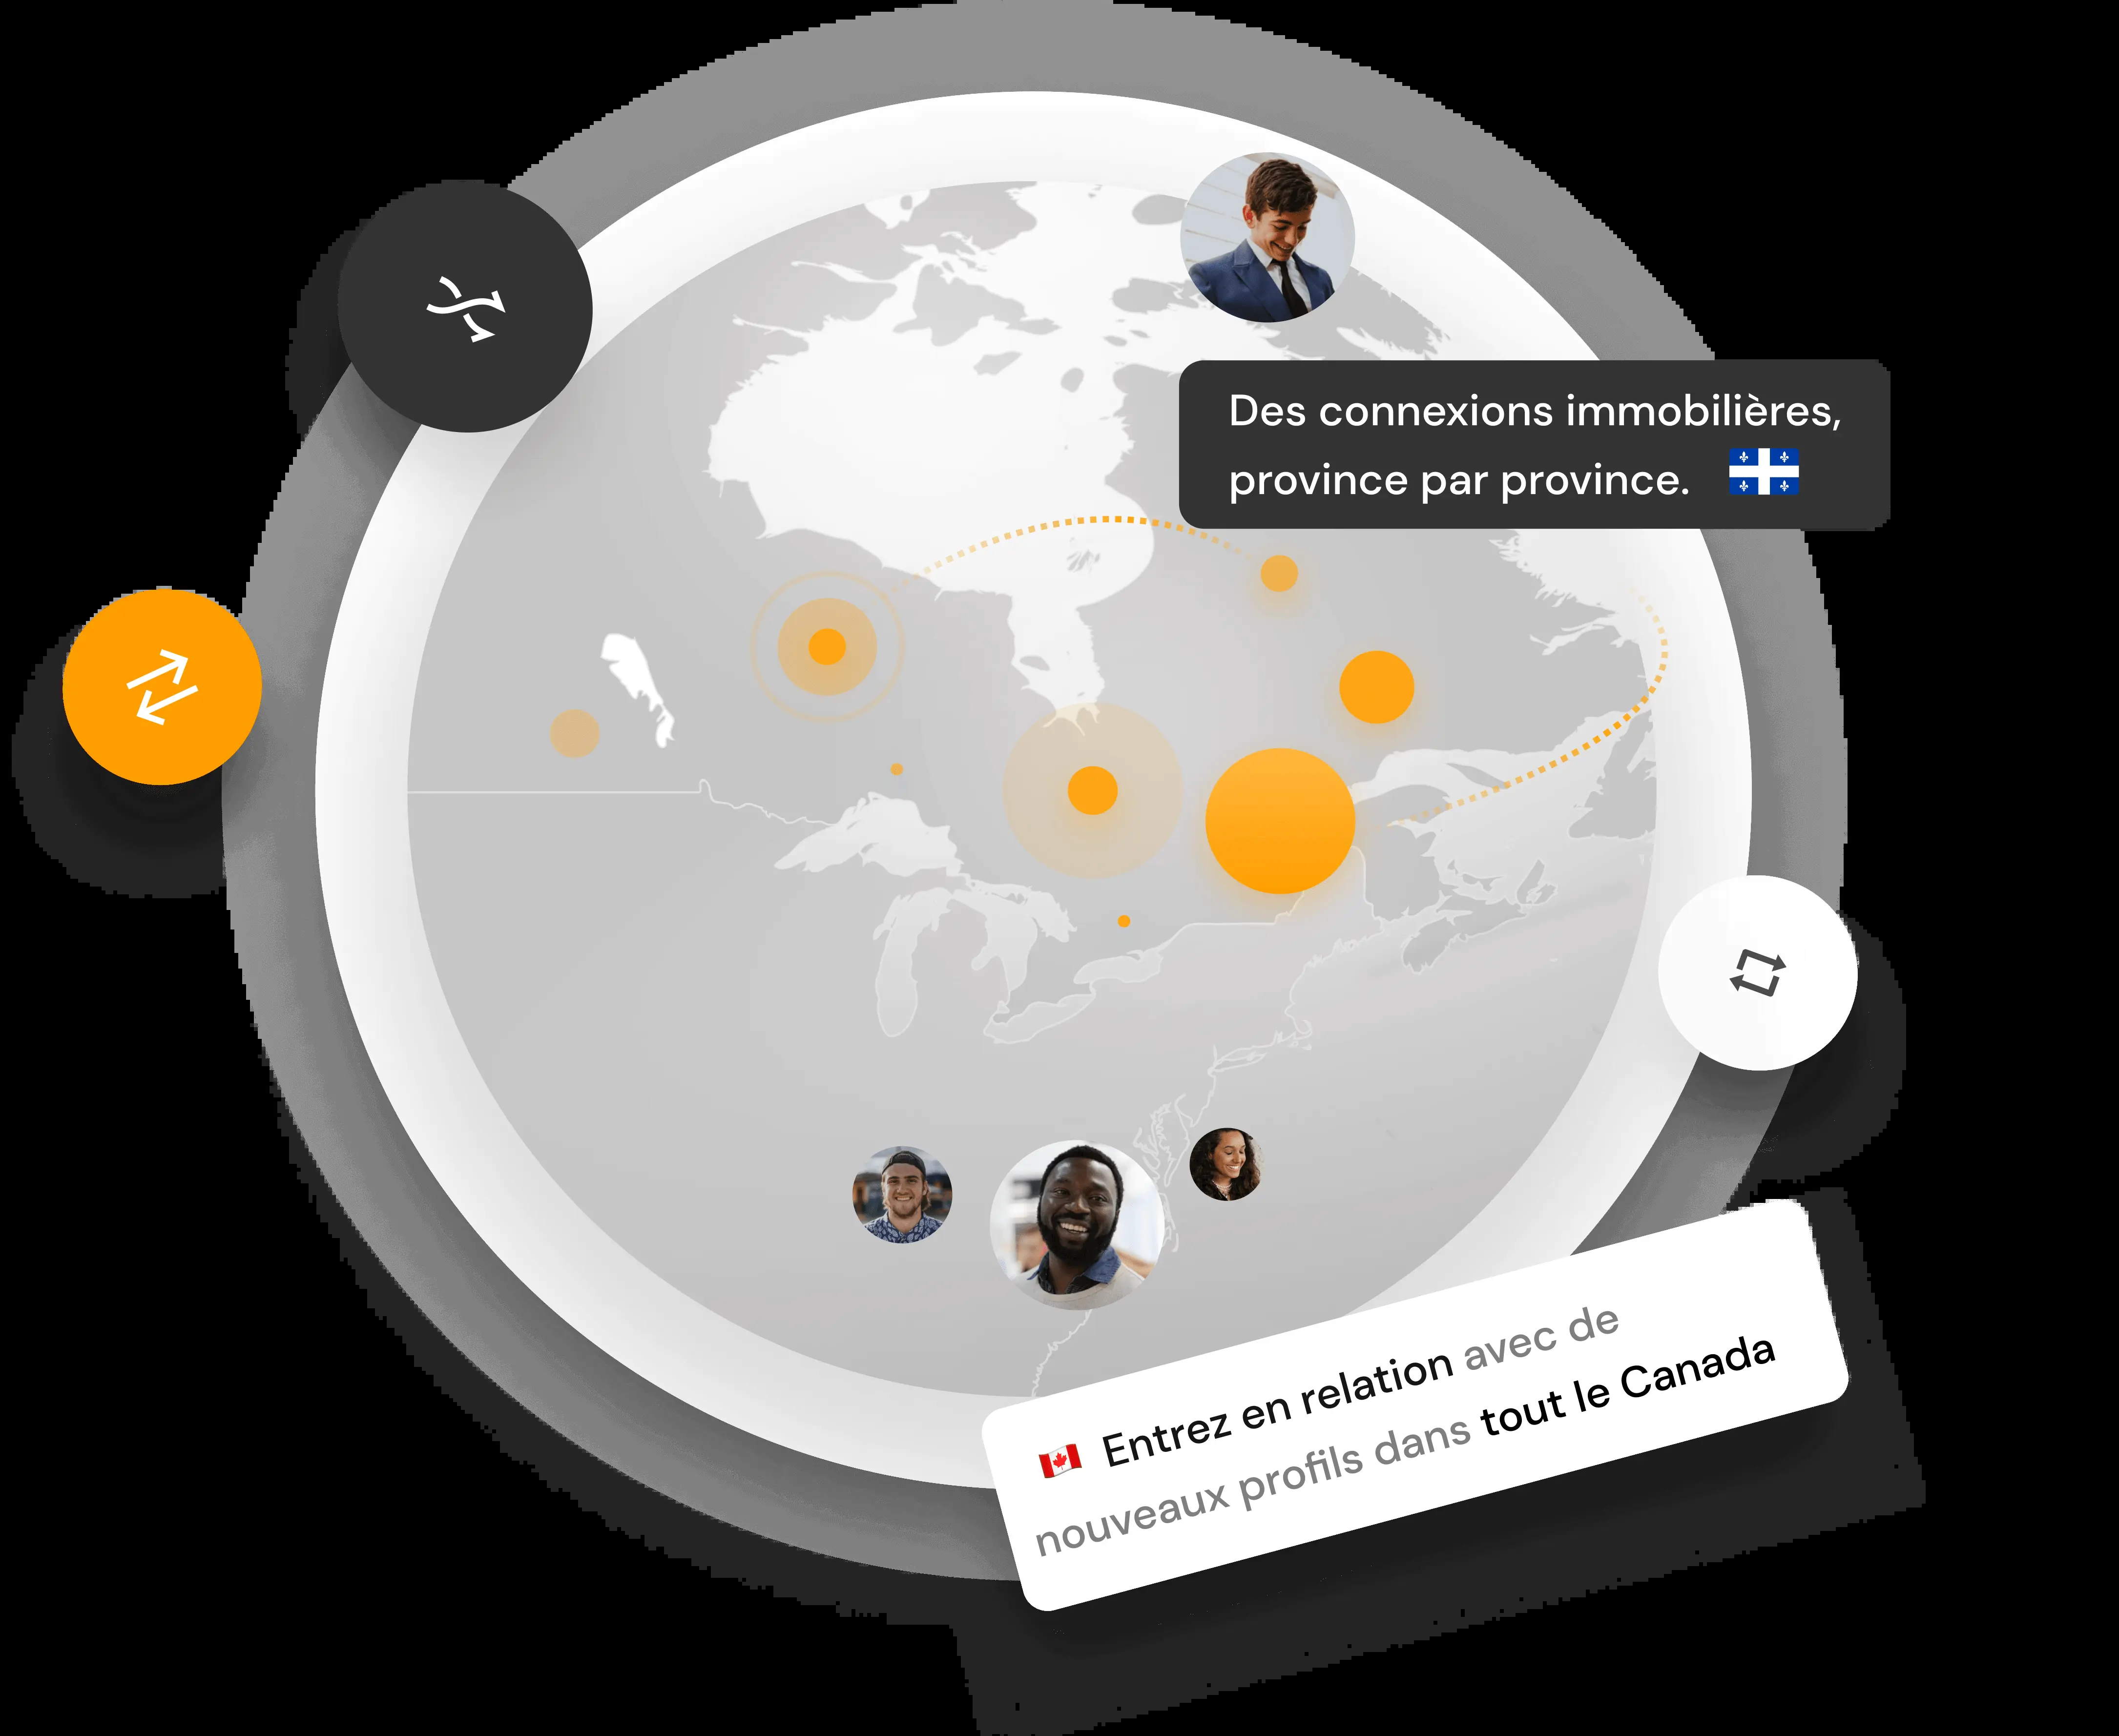 Des connexions immobilières,
province par province.
Entrez en relation avec de
nouveaux profils dans tout le Canada